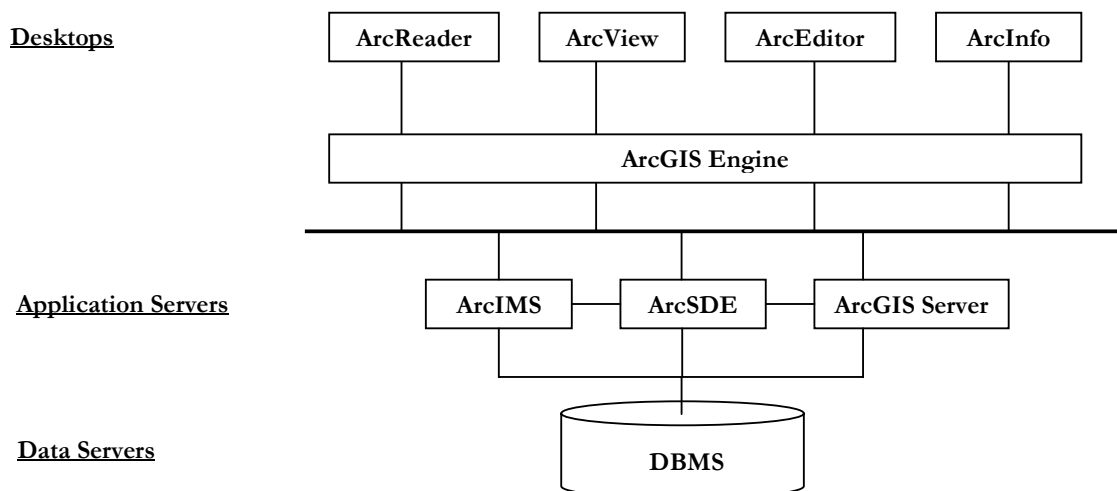 Desktops
ArcReader
ArcView
ArcEditor
ArcInfo
ArcGIS Engine
Application Servers
ArcIMS
ArcSDE
ArcGIS Server
Data Servers
DBMS